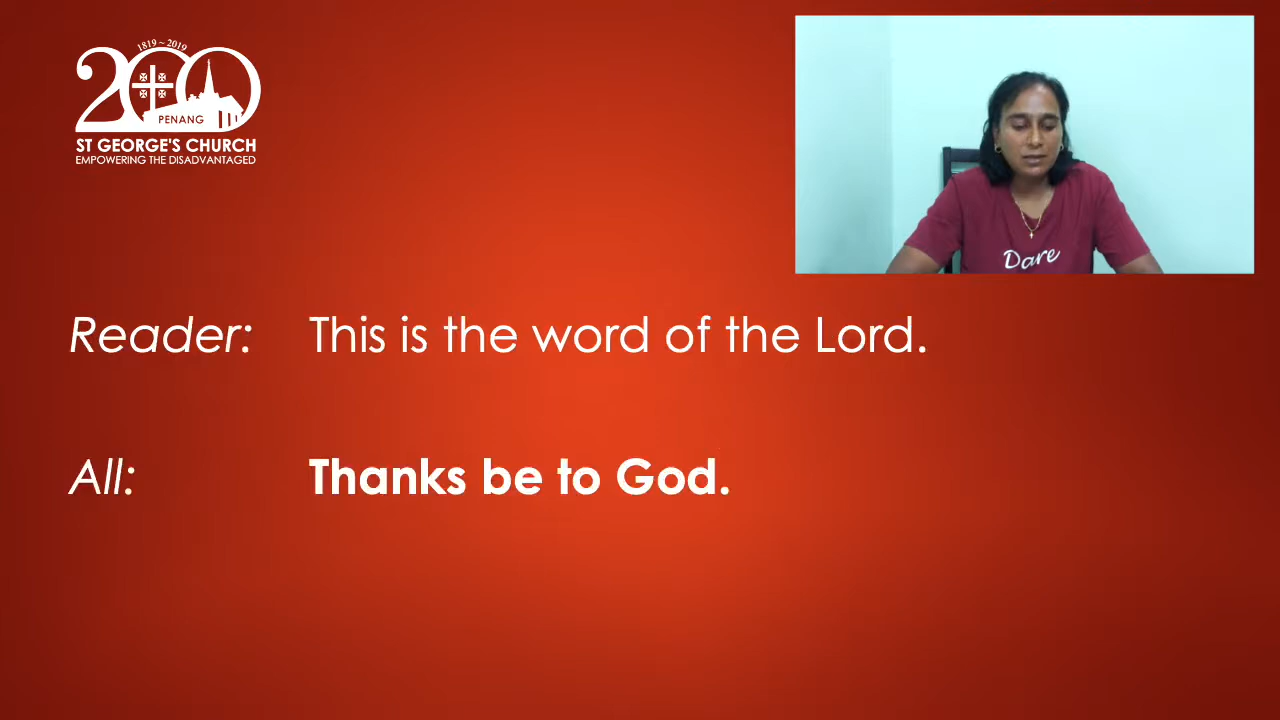 1819 ~ 2019
200
PENANG
ST GEORGE'S CHURCH
EMPOWERING THE DISADVANTAGED
Dare
Reader: This is the word of the Lord.
All: Thanks be to God.